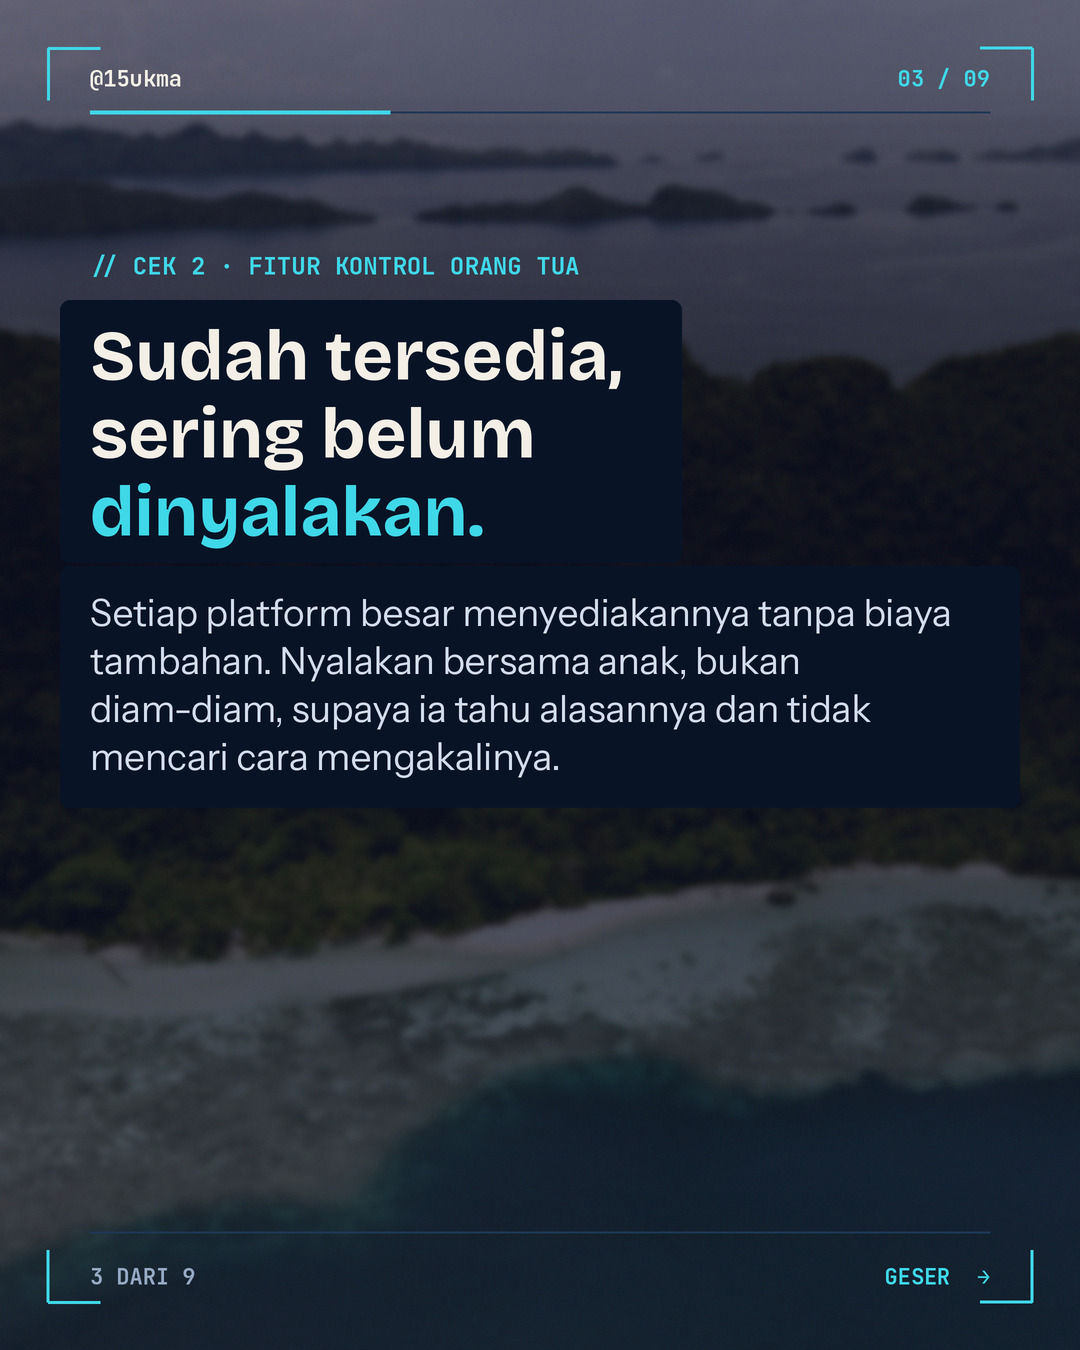 @15ukma
03 / 09
// CEK 2 · FITUR KONTROL ORANG TUA
Sudah tersedia,
sering belum
dinyalakan.
Setiap platform besar menyediakannya tanpa biaya
tambahan. Nyalakan bersama anak, bukan
diam-diam, supaya ia tahu alasannya dan tidak
mencari cara mengakalinya.
3 DARI 9
GESER →